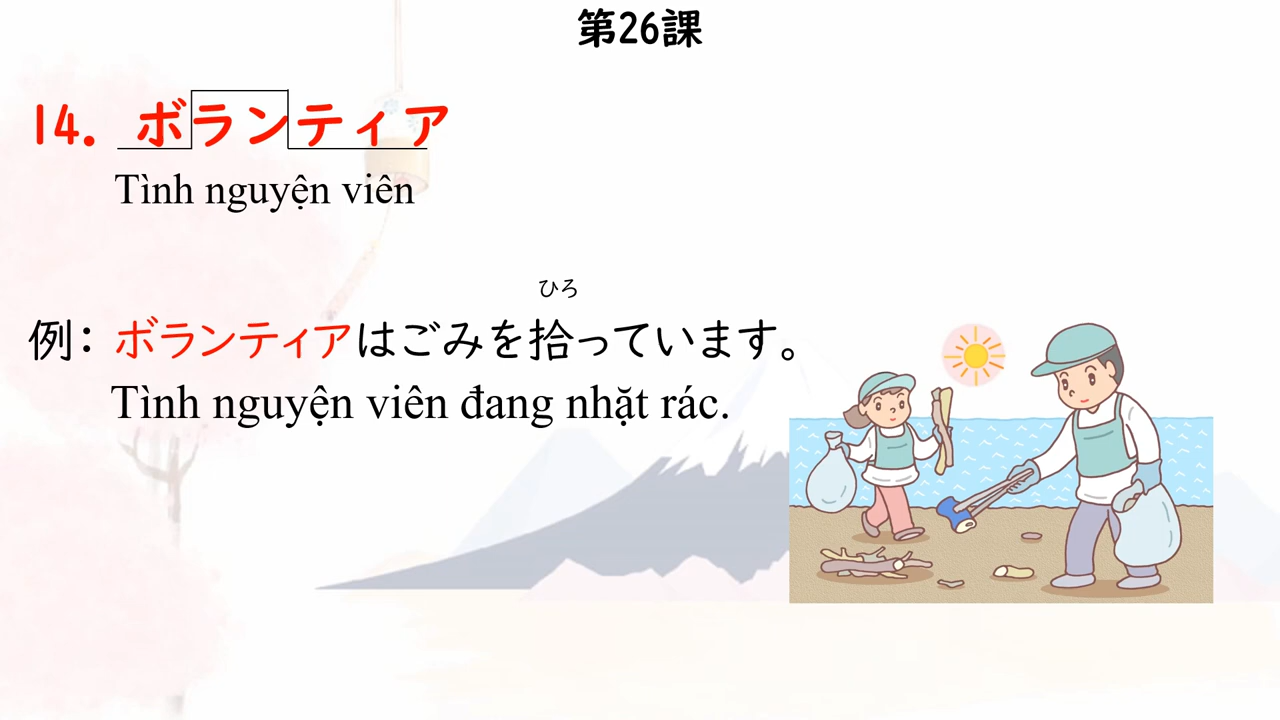 第26課
14. ボランティア
Tình nguyện viên
ひろ
例：ボランティアはごみを拾っています。
Tình nguyện viên đang nhặt rác.